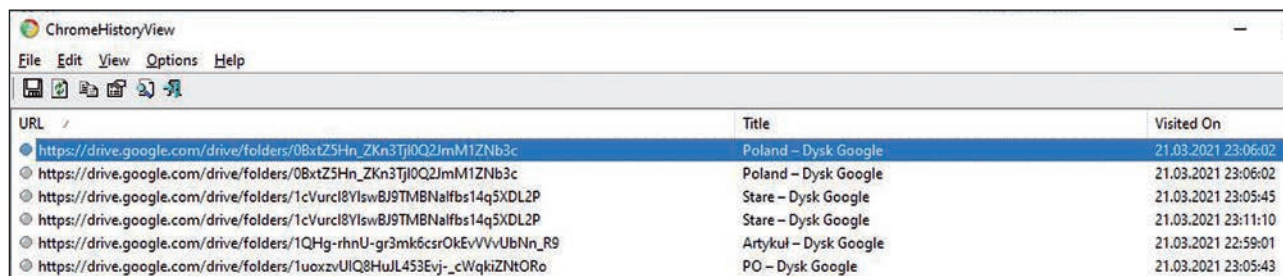 ChromeHistoryView
File Edit View Options Help
URL Title Visited On
https://drive.google.com/drive/folders/0BxtZ5Hn_ZKn3TjI0Q2JmM1ZNb3c Poland – Dysk Google 21.03.2021 23:06:02
https://drive.google.com/drive/folders/0BxtZ5Hn_ZKn3TjI0Q2JmM1ZNb3c Poland – Dysk Google 21.03.2021 23:06:02
https://drive.google.com/drive/folders/1cVurcI8YIswBJ9TMBNalfbs14q5XDL2P Stare – Dysk Google 21.03.2021 23:05:45
https://drive.google.com/drive/folders/1cVurcI8YIswBJ9TMBNalfbs14q5XDL2P Stare – Dysk Google 21.03.2021 23:11:10
https://drive.google.com/drive/folders/1QHg-rhnU-gr3mk6csrOkEvVVvUbNn_R9 Artykuł – Dysk Google 21.03.2021 22:59:01
https://drive.google.com/drive/folders/1uoxzvUIQ8HuJL453Evj-_cWqkiZNtORo PO – Dysk Google 21.03.2021 23:05:43